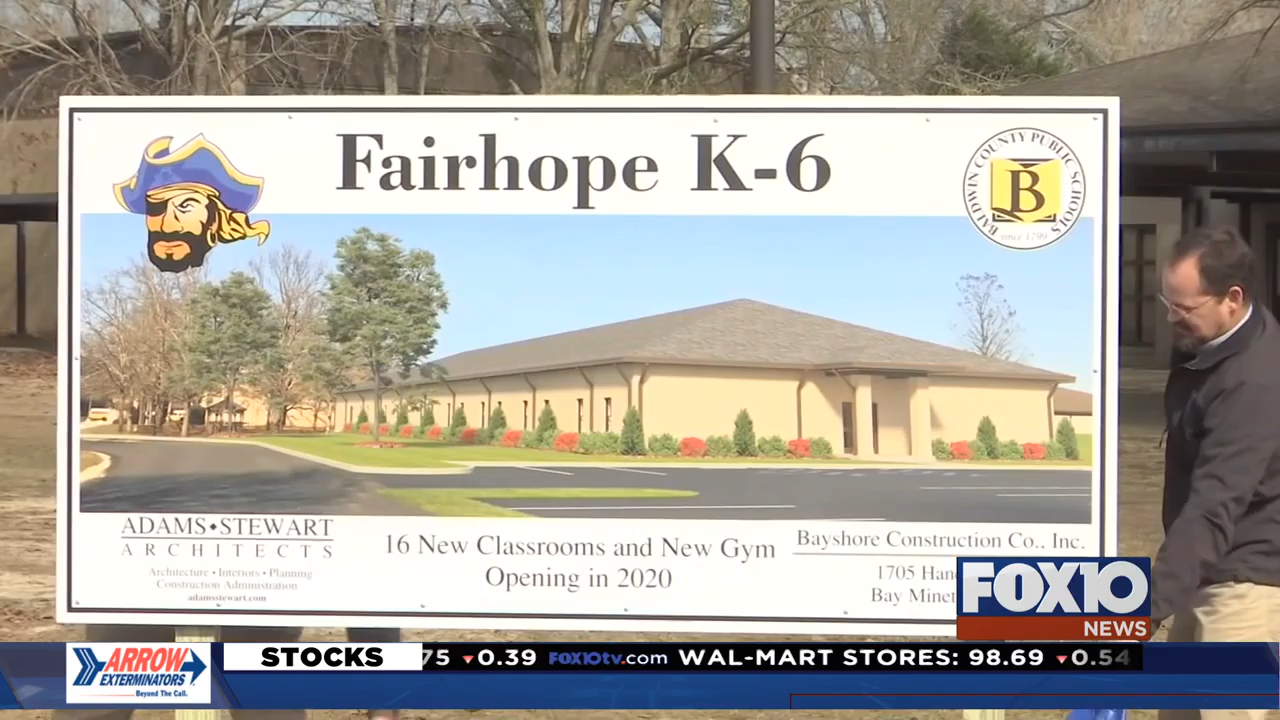 Fairhope K-6
BALDWIN COUNTY PUBLIC SCHOOLS
B
since 1799
ADAMS•STEWART
ARCHITECTS
Architecture • Interiors • Planning
Construction Administration
adamsstewart.com
16 New Classrooms and New Gym
Opening in 2020
Bayshore Construction Co., Inc.
1705
Bay
FOX10
NEWS
ARROW
EXTERMINATORS
Beyond The Call.
STOCKS
75 ▾0.39 FOX10tv.com WAL-MART STORES: 98.69 ▾0.54